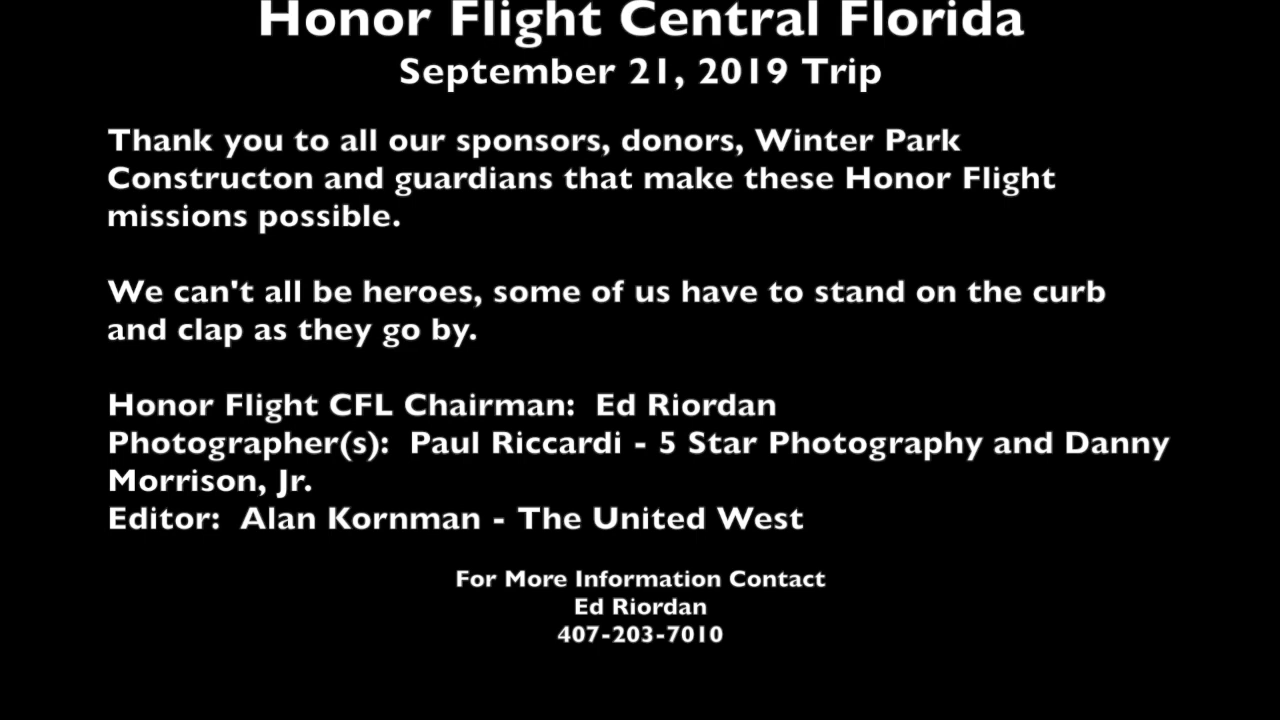 Honor Flight Central Florida
September 21, 2019 Trip
Thank you to all our sponsors, donors, Winter Park
Constructon and guardians that make these Honor Flight
missions possible.
We can't all be heroes, some of us have to stand on the curb
and clap as they go by.
Honor Flight CFL Chairman:  Ed Riordan
Photographer(s):  Paul Riccardi - 5 Star Photography and Danny
Morrison, Jr.
Editor:  Alan Kornman - The United West
For More Information Contact
Ed Riordan
407-203-7010